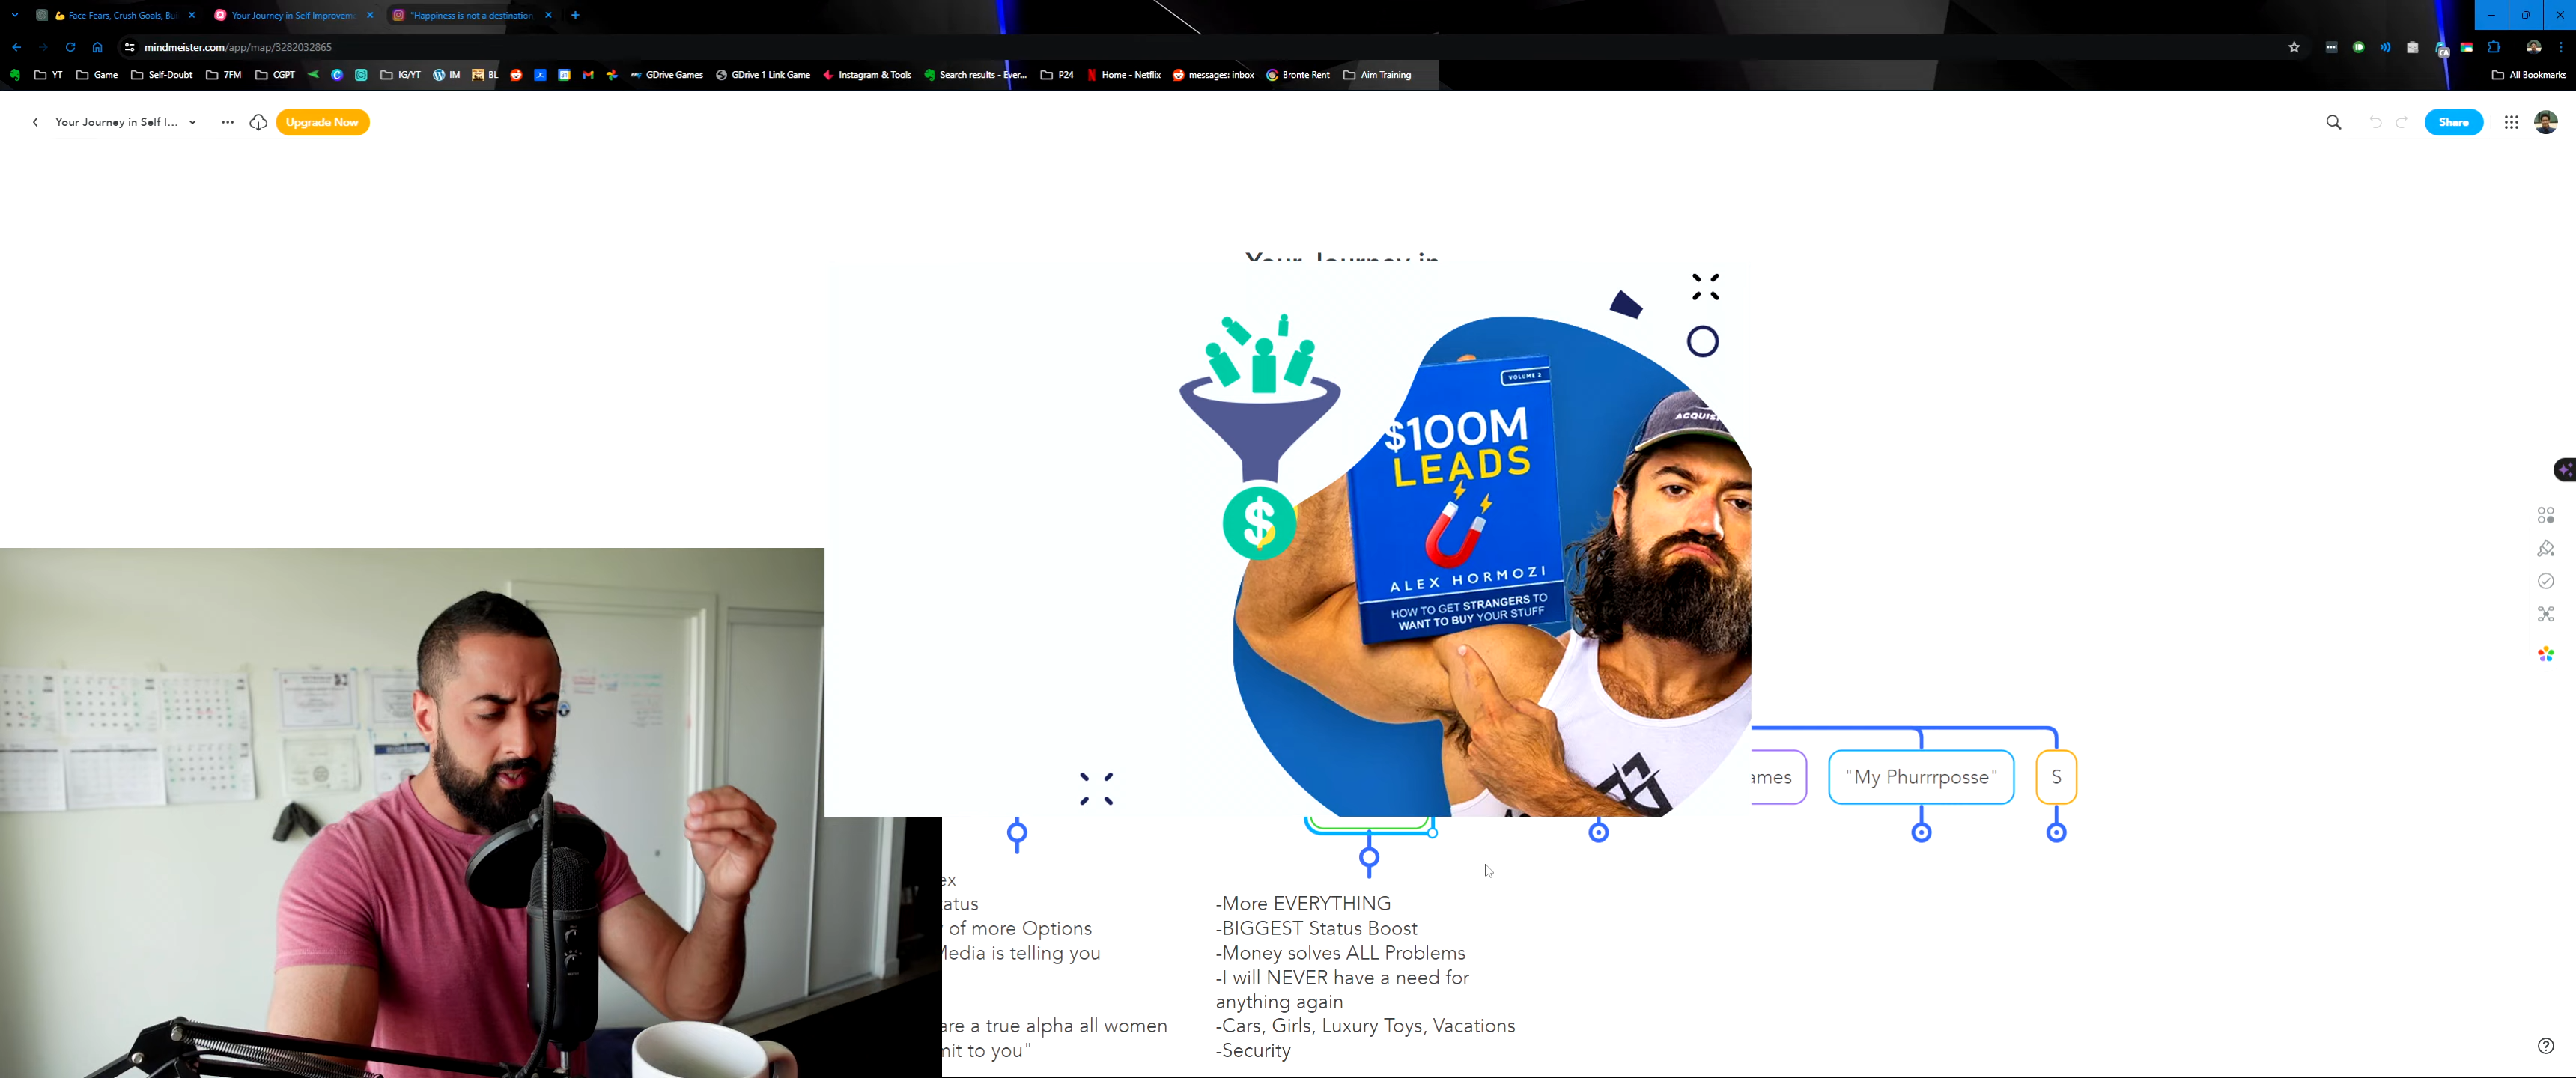 💪 Face Fears, Crush Goals, Bu
Your Journey in Self Improveme
"Happiness is not a destination
mindmeister.com/app/map/3282032865
YT
Game
Self-Doubt
7FM
CGPT
IG/YT
IM
BL
GDrive Games
GDrive 1 Link Game
Instagram & Tools
Search results - Ever...
P24
Home - Netflix
messages: inbox
Bronte Rent
Aim Training
All Bookmarks
Your Journey in Self I...
Upgrade Now
Share
Your Journey in
VOLUME 2
ACQUIS
$100M
LEADS
ALEX HORMOZI
HOW TO GET STRANGERS TO
WANT TO BUY YOUR STUFF
$
ames
"My Phurrrposse"
S
ex
atus
of more Options
Media is telling you
are a true alpha all women
mit to you"
-More EVERYTHING
-BIGGEST Status Boost
-Money solves ALL Problems
-I will NEVER have a need for
anything again
-Cars, Girls, Luxury Toys, Vacations
-Security